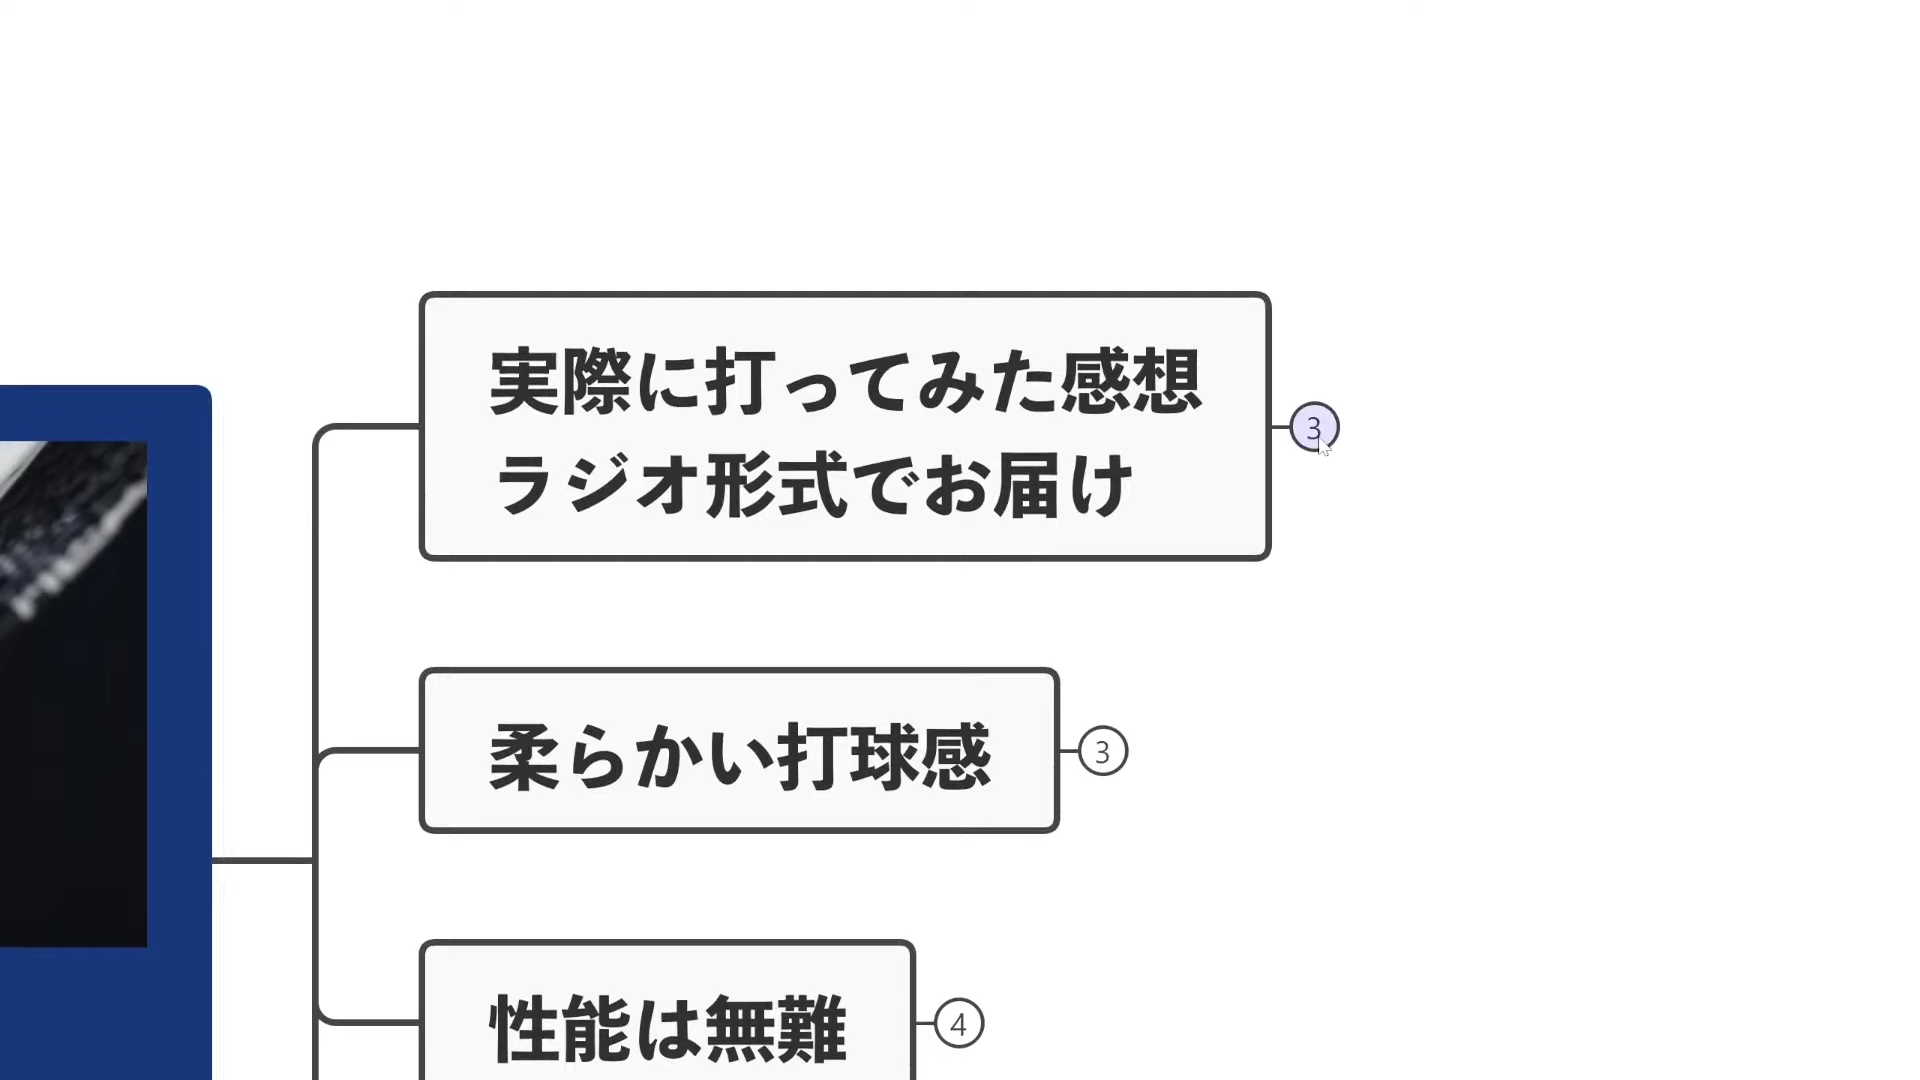 実際に打ってみた感想
ラジオ形式でお届け
3
柔らかい打球感
3
性能は無難
4